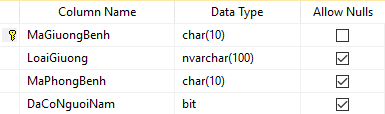 Column Name Data Type Allow Nulls
MaGiuongBenh char(10)
LoaiGiuong nvarchar(100)
MaPhongBenh char(10)
DaCoNguoiNam bit